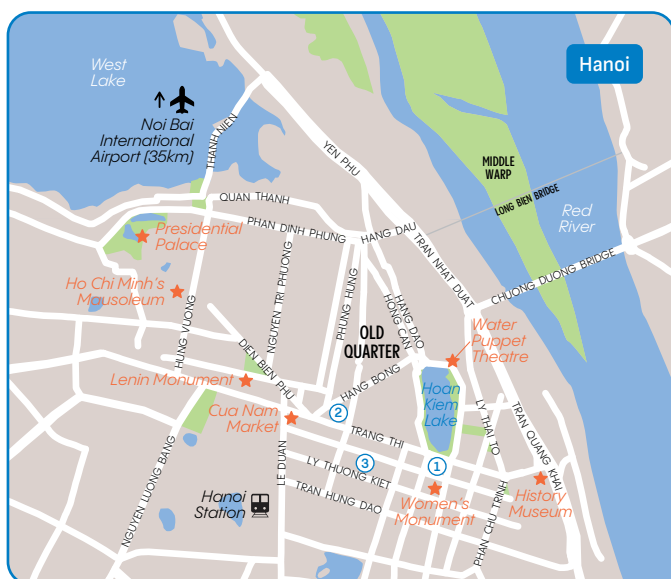 Hanoi
West
Lake
Noi Bai
International
Airport (35km)
THANH NIEN
YEN PHU
MIDDLE
WARP
LONG BIEN BRIDGE
Red
River
QUAN THANH
PHAN DINH PHUNG
HANG DAU
TRAN NHAT DUAT
CHUONG DUONG BRIDGE
Presidential
Palace
Ho Chi Minh's
Mausoleum
HUNG VUONG
NGUYEN TRI PHUONG
PHUNG HUNG
HANG DAO
HONG CAN
OLD
QUARTER
Water
Puppet
Theatre
DIEN BIEN PHU
Lenin Monument
HANG BONG
Hoan
Kiem
Lake
Cua Nam
Market
2
TRANG THI
LY THAI TO
TRAN QUANG KHAI
NGUYEN LUONG BANG
LE DUAN
LY THUONG KIET
3
1
TRAN HUNG DAO
Hanoi
Station
Women's
Monument
PHAN CHU TRINH
History
Museum